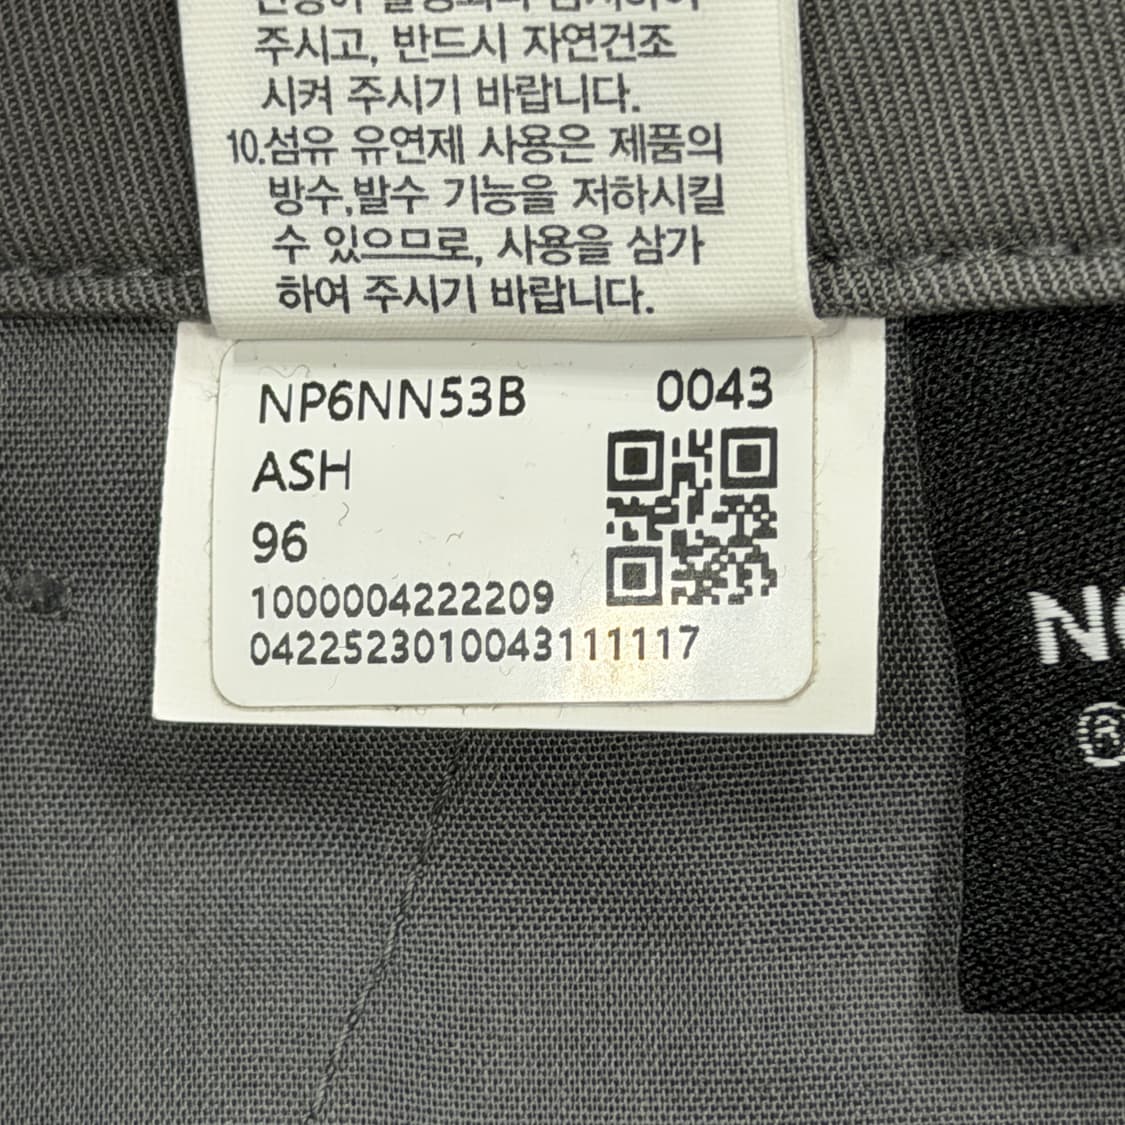 주시고, 반드시 자연건조
시켜 주시기 바랍니다.
10.섬유 유연제 사용은 제품의
방수,발수 기능을 저하시킬
수 있으므로, 사용을 삼가
하여 주시기 바랍니다.
NP6NN53B 0043
ASH
96
1000004222209
0422523010043111117
®